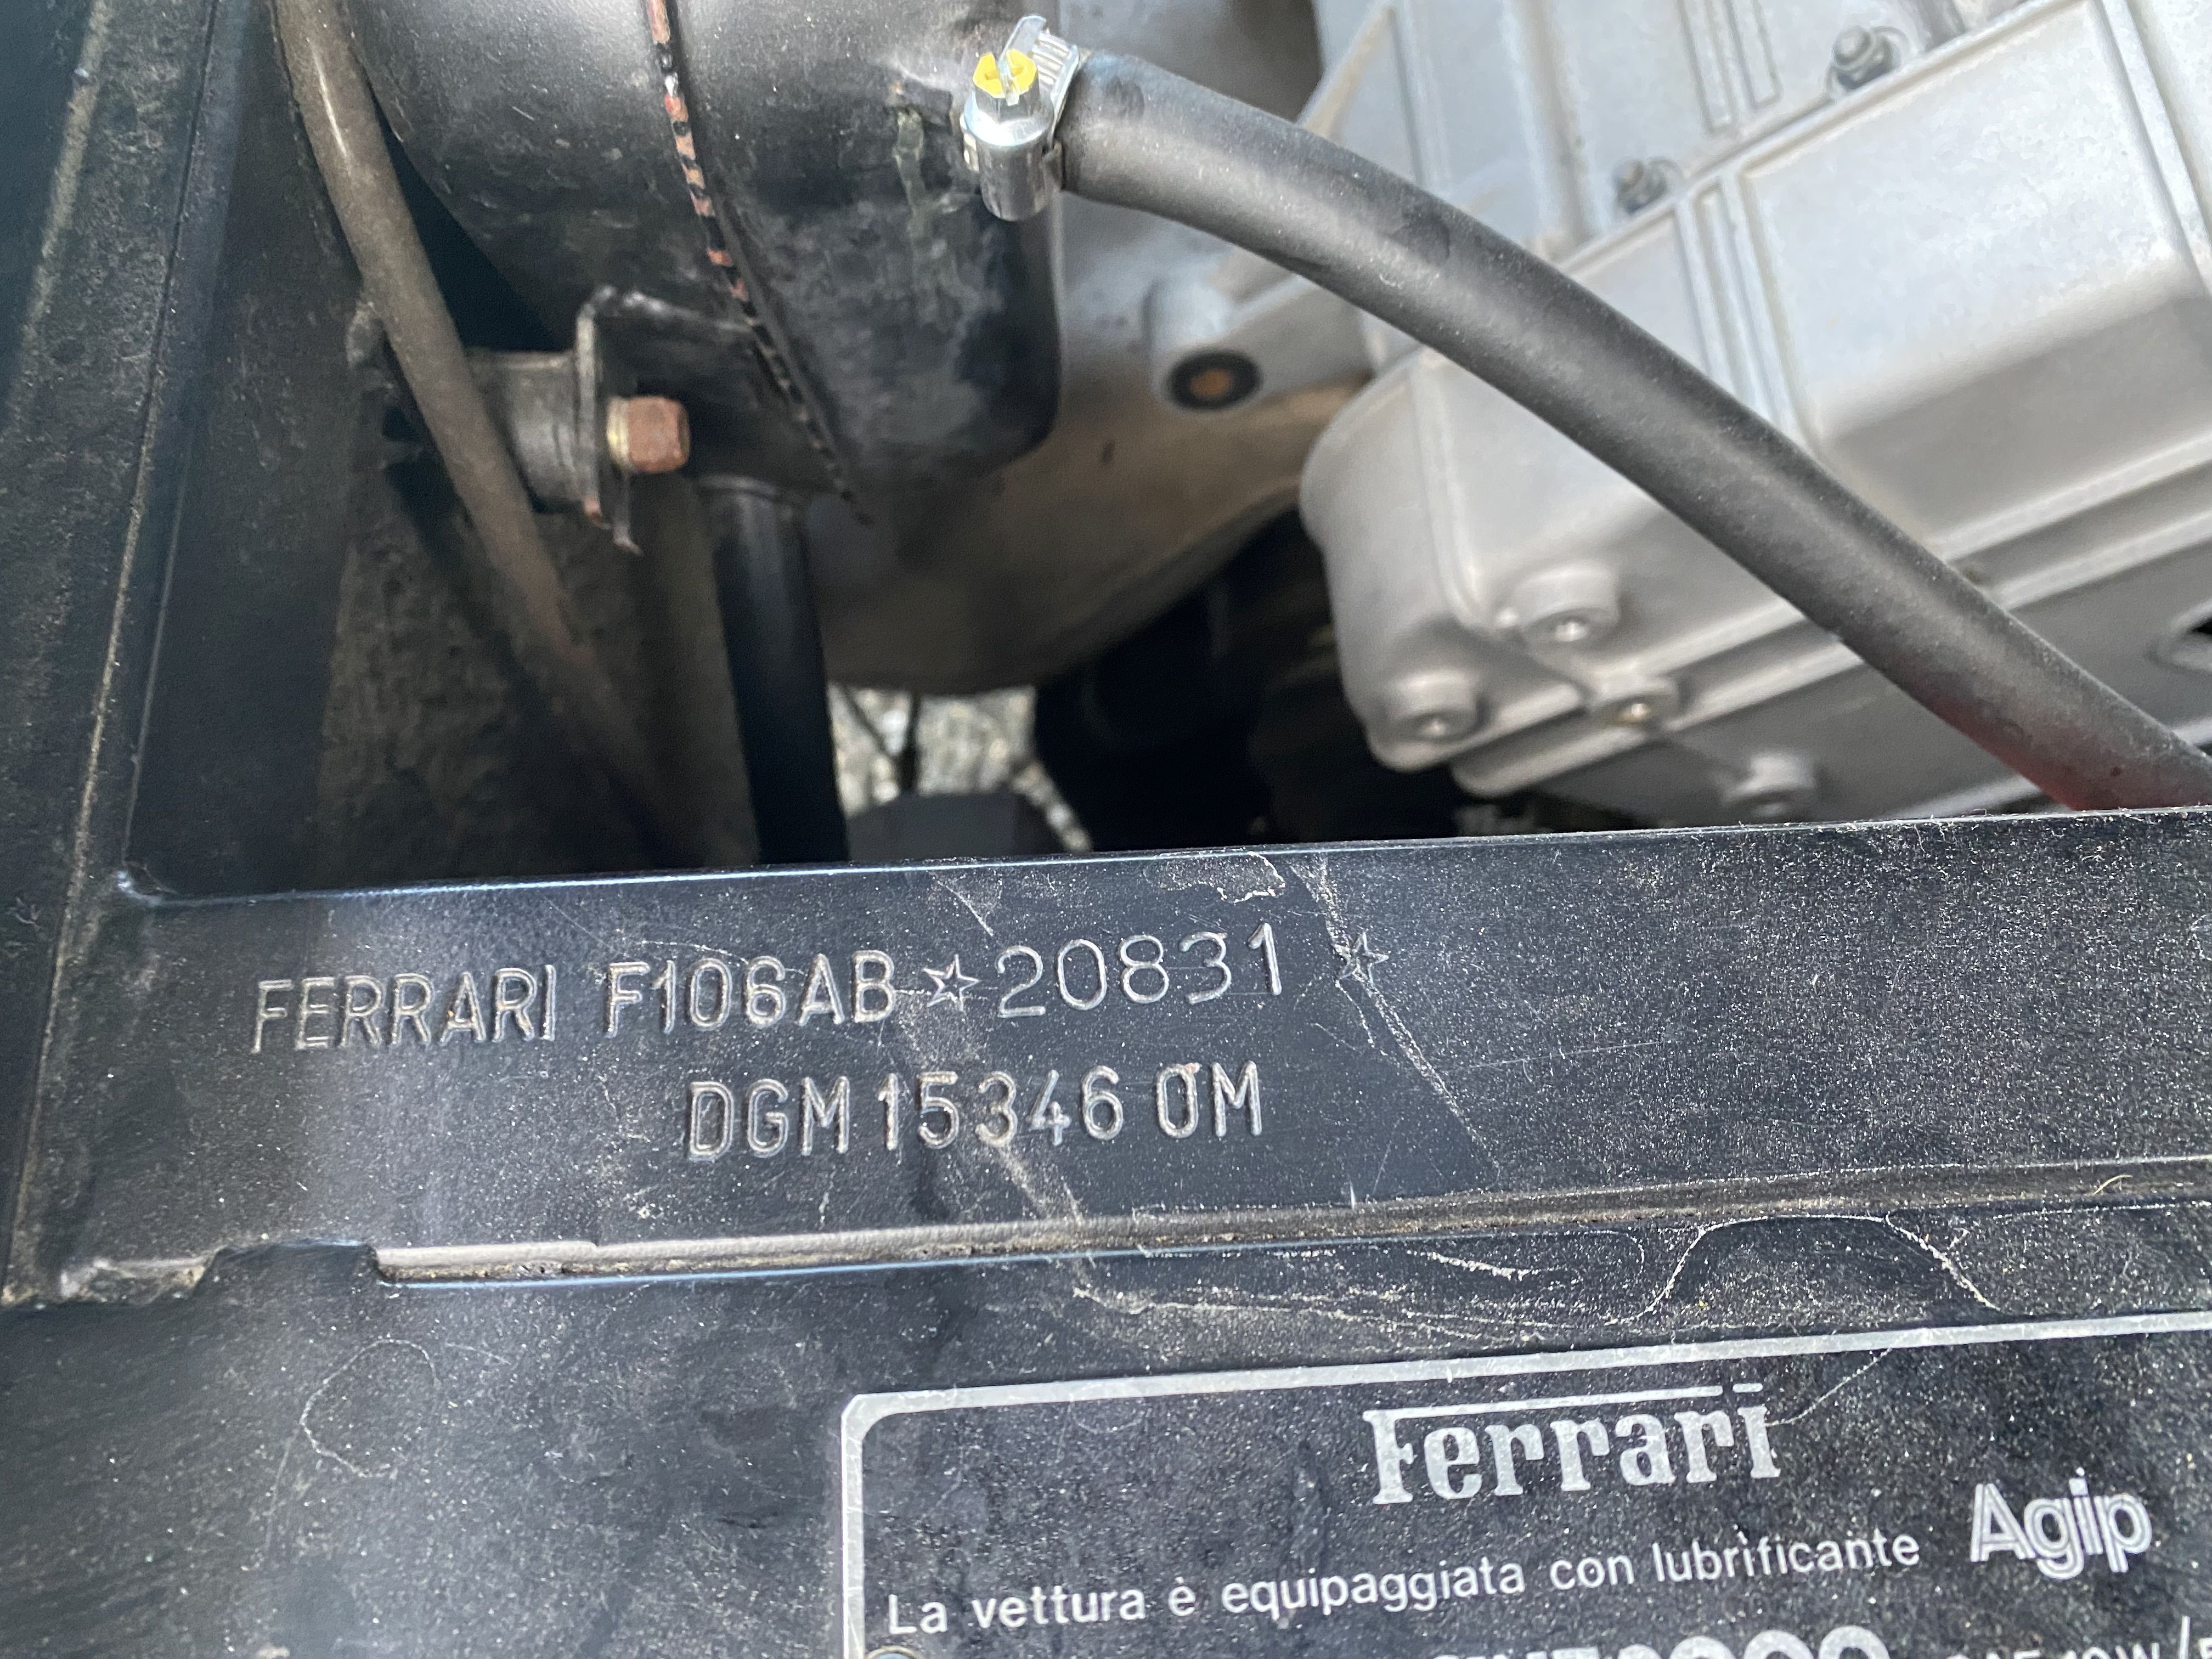 FERRARI F106AB☆20831☆
DGM 15346 OM
Ferrari
La vettura è equipaggiata con lubrificante Agip